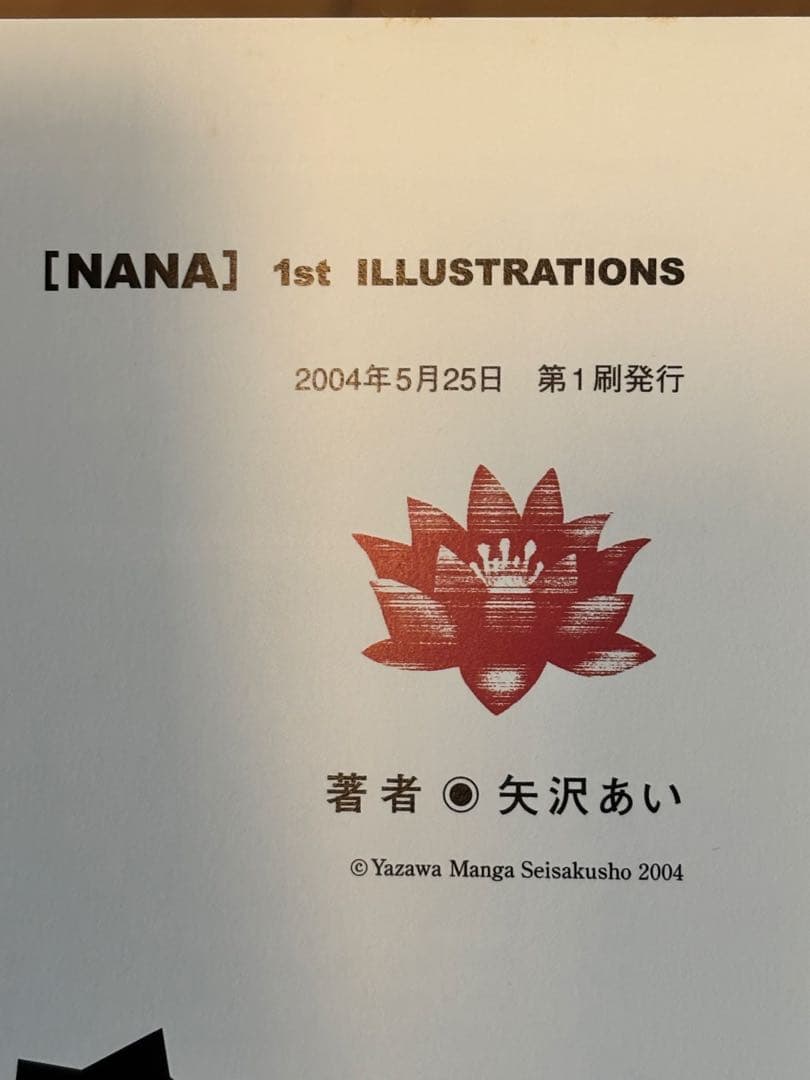 [NANA] 1st ILLUSTRATIONS
2004年5月25日　第1刷発行
著者◉矢沢あい
©Yazawa Manga Seisakusho 2004